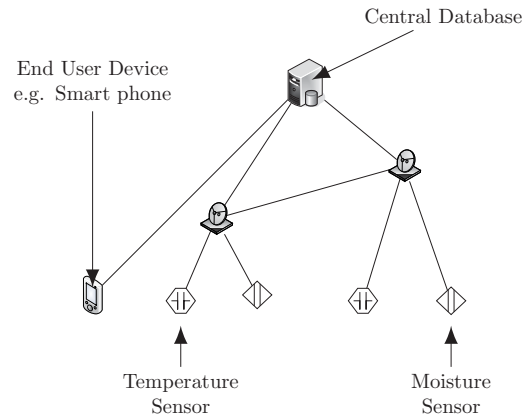 Central Database
End User Device
e.g. Smart phone
Temperature
Sensor
Moisture
Sensor